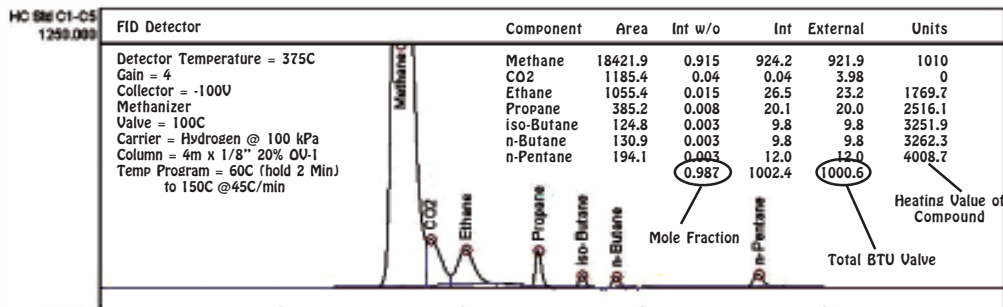 HC Std C1-C5
1250.000
FID Detector
Component Area Int w/o Int External Units
Detector Temperature = 375C
Gain = 4
Collector = -100V
Methanizer
Valve = 100C
Carrier = Hydrogen @ 100 kPa
Column = 4m x 1/8" 20% OV-1
Temp Program = 60C (hold 2 Min)
to 150C @45C/min
Methane 18421.9 0.915 924.2 921.9 1010
CO2 1185.4 0.04 0.04 3.98 0
Ethane 1055.4 0.015 26.5 23.2 1769.7
Propane 385.2 0.008 20.1 20.0 2516.1
iso-Butane 124.8 0.003 9.8 9.8 3251.9
n-Butane 130.9 0.003 9.8 9.8 3262.3
n-Pentane 194.1 0.003 12.0 12.0 4008.7
0.987 1002.4 1000.6
Heating Value of
Compound
Mole Fraction
Total BTU Valve
Methane
CO2
Ethane
Propane
iso-Butane
n-Butane
n-Pentane